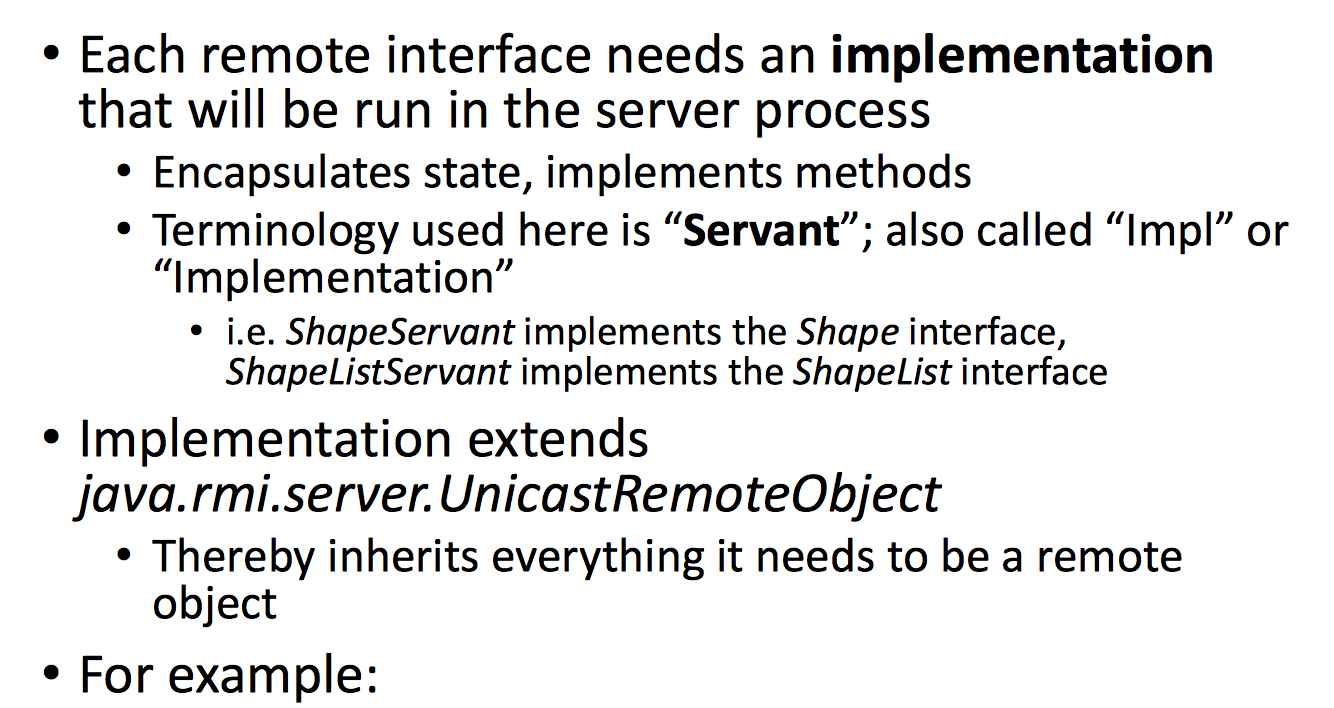 • Each remote interface needs an implementation
that will be run in the server process
• Encapsulates state, implements methods
• Terminology used here is “Servant”; also called “Impl” or
“Implementation”
• i.e. ShapeServant implements the Shape interface,
ShapeListServant implements the ShapeList interface
• Implementation extends
java.rmi.server.UnicastRemoteObject
• Thereby inherits everything it needs to be a remote
object
• For example: